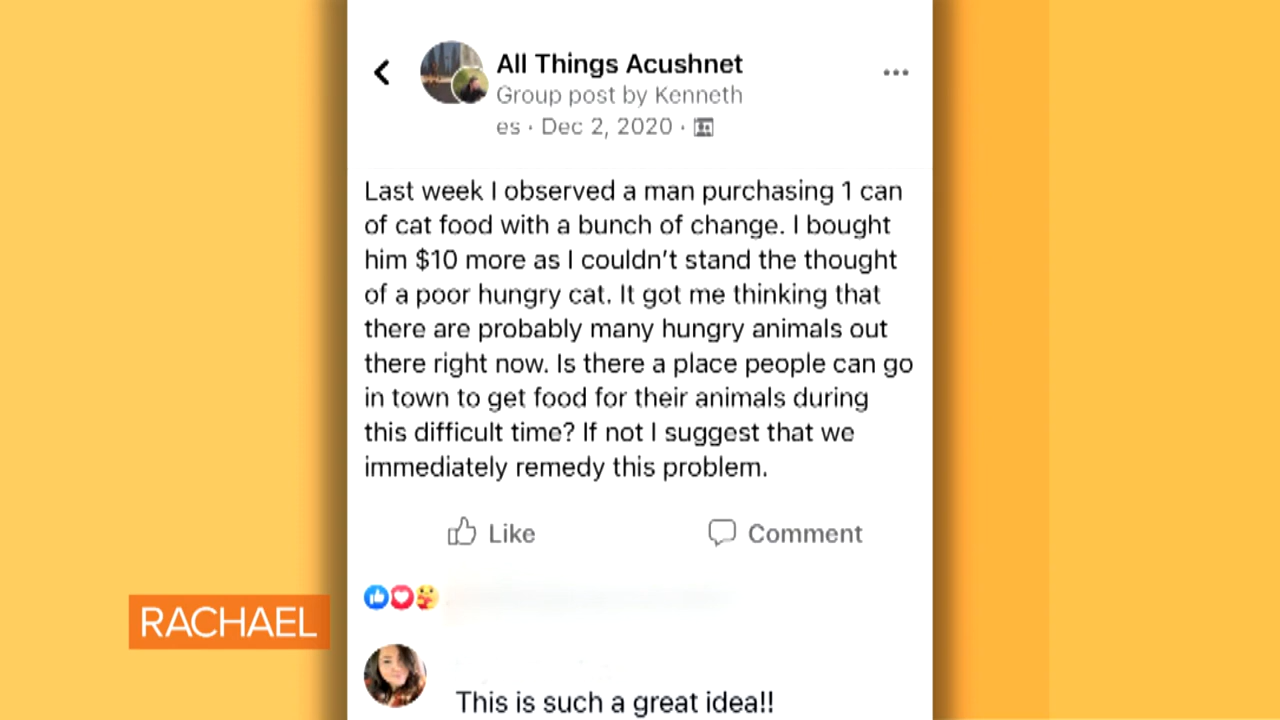 All Things Acushnet
Group post by Kenneth
es · Dec 2, 2020 ·
Last week I observed a man purchasing 1 can
of cat food with a bunch of change. I bought
him $10 more as I couldn't stand the thought
of a poor hungry cat. It got me thinking that
there are probably many hungry animals out
there right now. Is there a place people can go
in town to get food for their animals during
this difficult time? If not I suggest that we
immediately remedy this problem.
Like
Comment
RACHAEL
This is such a great idea!!